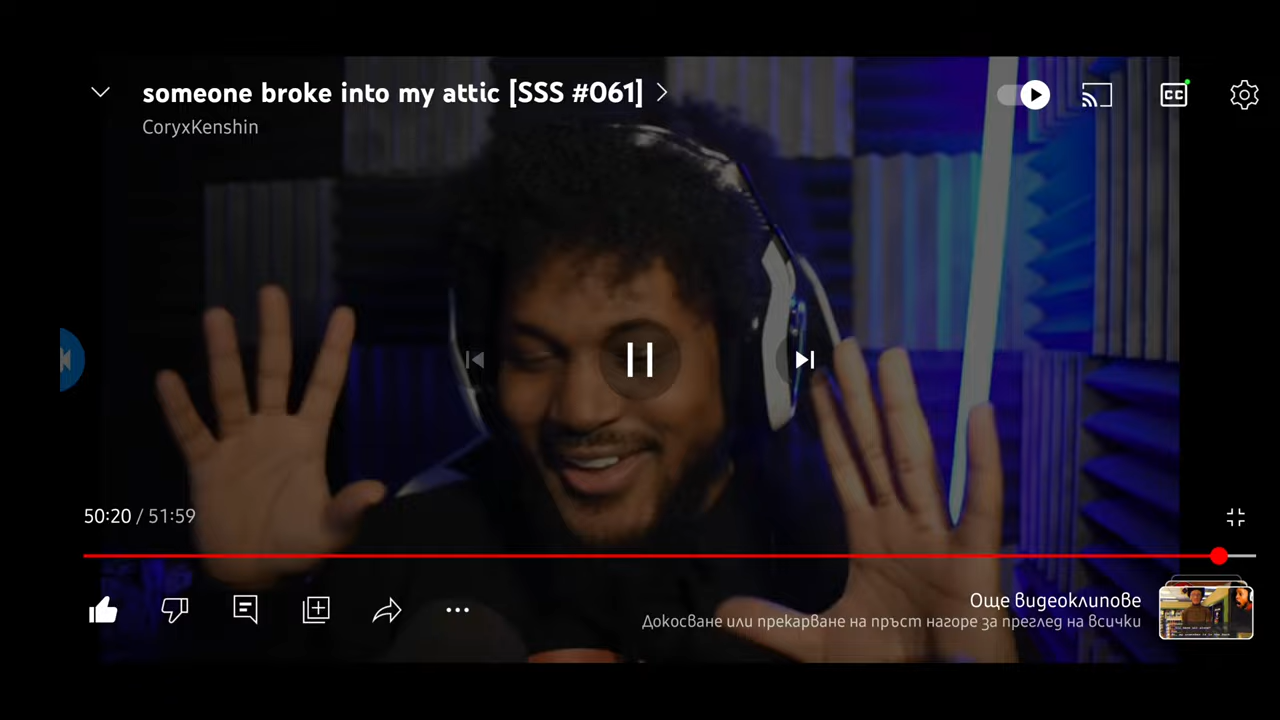 someone broke into my attic [SSS #061]
CoryxKenshin
CC
50:20 / 51:59
Още видеоклипове
Докосване или прекарване на пръст нагоре за преглед на всички